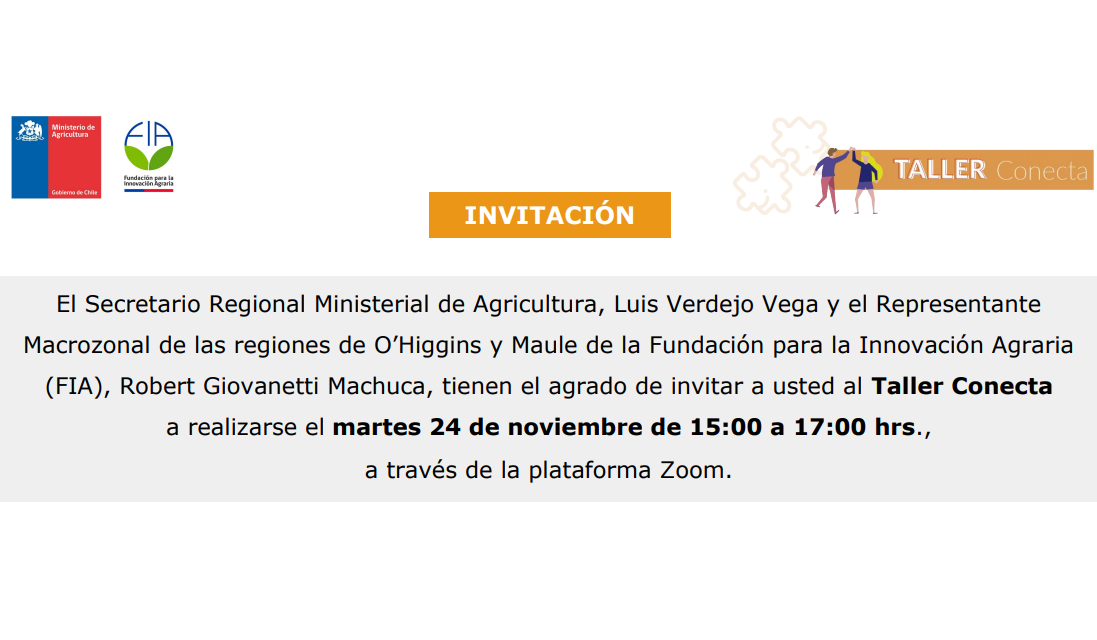 Ministerio de
Agricultura
Gobierno de Chile
FIA
Fundación para la
Innovación Agraria
TALLER Conecta
INVITACIÓN
El Secretario Regional Ministerial de Agricultura, Luis Verdejo Vega y el Representante
Macrozonal de las regiones de O’Higgins y Maule de la Fundación para la Innovación Agraria
(FIA), Robert Giovanetti Machuca, tienen el agrado de invitar a usted al Taller Conecta
a realizarse el martes 24 de noviembre de 15:00 a 17:00 hrs.,
a través de la plataforma Zoom.